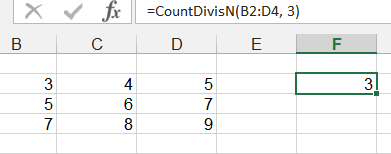 fx =CountDivisN(B2:D4, 3)
B C D E F
3 4 5 3
5 6 7
7 8 9